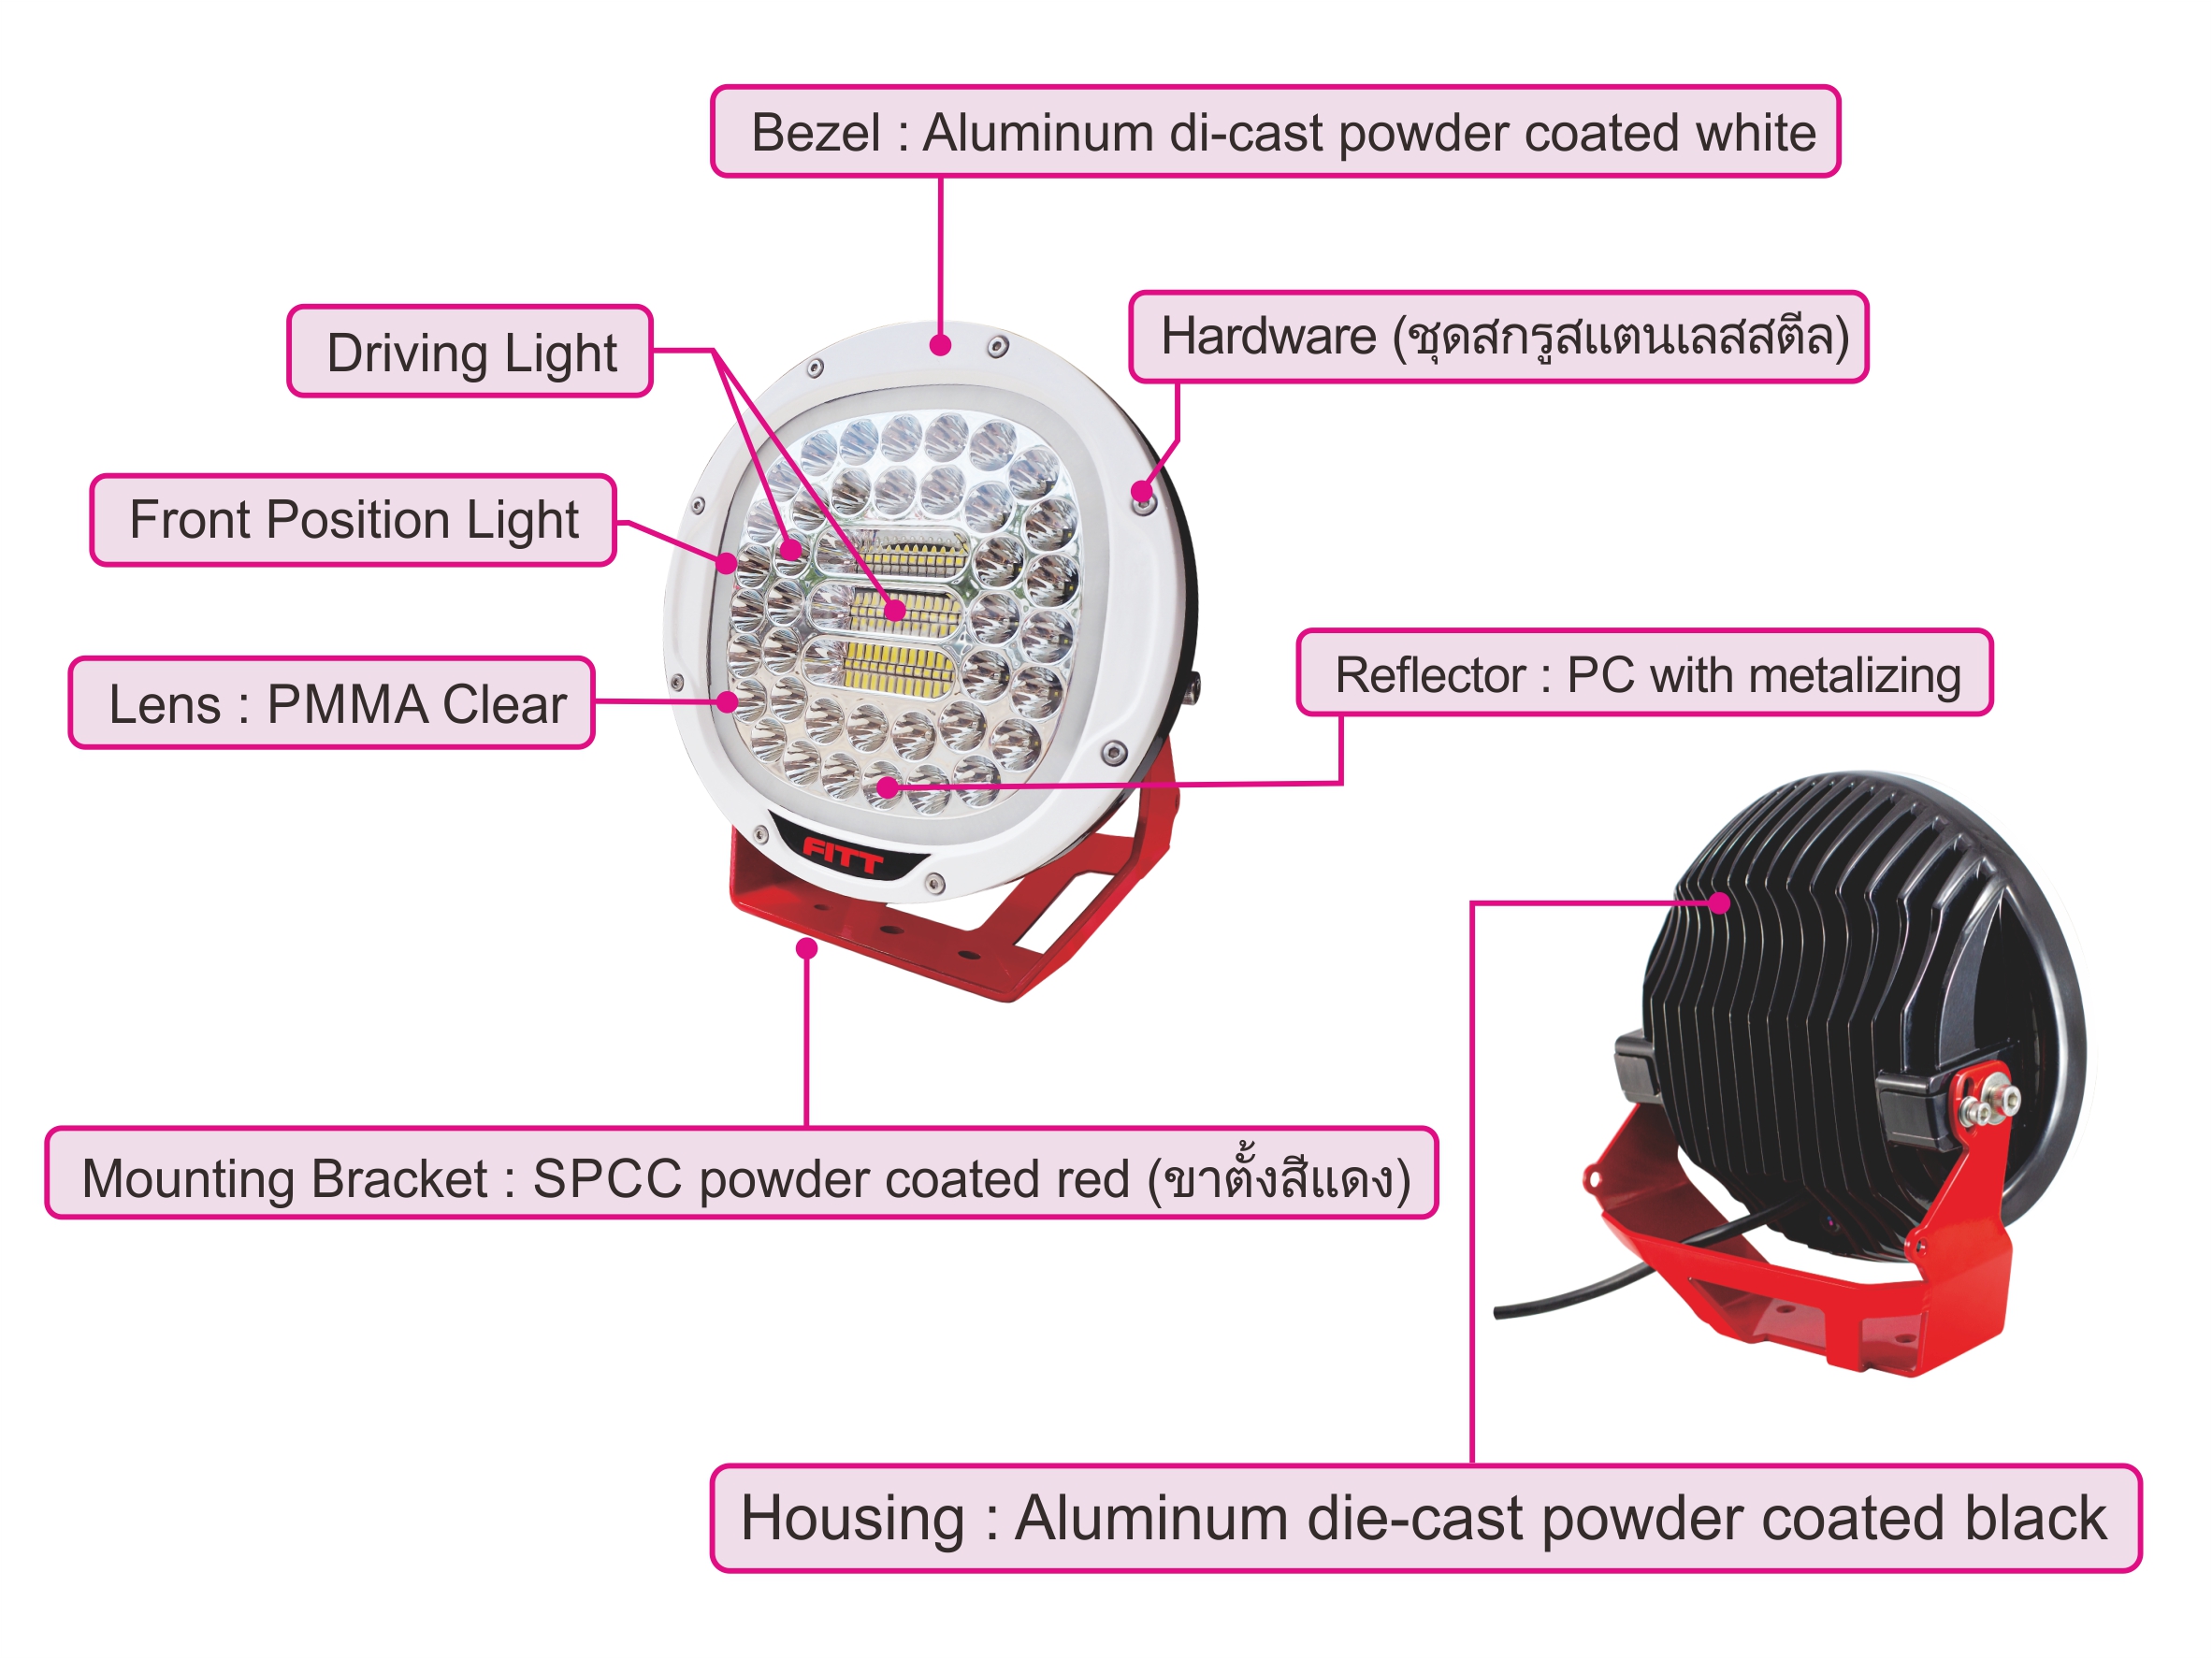 Bezel : Aluminum di-cast powder coated white
Driving Light
Hardware (ชุดสกรูสแตนเลสสตีล)
Front Position Light
Lens : PMMA Clear
Reflector : PC with metalizing
FITT
Mounting Bracket : SPCC powder coated red (ขาตั้งสีแดง)
Housing : Aluminum die-cast powder coated black